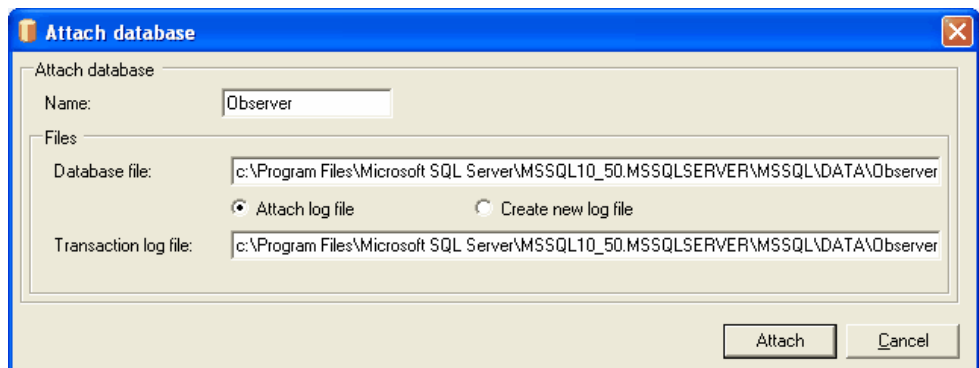 Attach database
Attach database
Name: Observer
Files
Database file: c:\Program Files\Microsoft SQL Server\MSSQL10_50.MSSQLSERVER\MSSQL\DATA\Observer
Attach log file Create new log file
Transaction log file: c:\Program Files\Microsoft SQL Server\MSSQL10_50.MSSQLSERVER\MSSQL\DATA\Observer
Attach Cancel